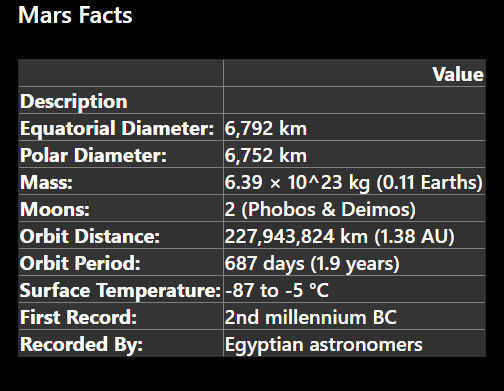 Mars Facts
Value
Description
Equatorial Diameter: 6,792 km
Polar Diameter: 6,752 km
Mass: 6.39 × 10^23 kg (0.11 Earths)
Moons: 2 (Phobos & Deimos)
Orbit Distance: 227,943,824 km (1.38 AU)
Orbit Period: 687 days (1.9 years)
Surface Temperature: -87 to -5 °C
First Record: 2nd millennium BC
Recorded By: Egyptian astronomers